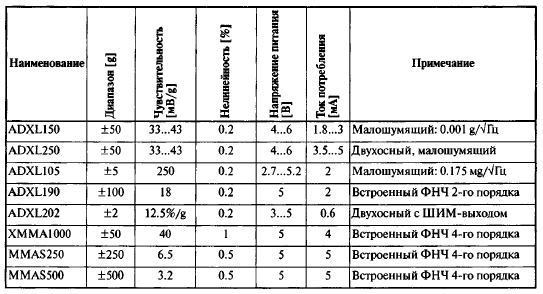 Наименование Диапазон [g] Чувствительность [мВ/g] Нелинейность [%] Напряжение питания [В] Ток потребления [мА] Примечание
ADXL150 ±50 33...43 0.2 4...6 1.8...3 Малошумящий: 0.001 g/√Гц
ADXL250 ±50 33...43 0.2 4...6 3.5...5 Двухосный, малошумящий
ADXL105 ±5 250 0.2 2.7...5.2 2 Малошумящий: 0.175 mg/√Гц
ADXL190 ±100 18 0.2 5 2 Встроенный ФНЧ 2-го порядка
ADXL202 ±2 12.5%/g 0.2 3...5 0.6 Двухосный с ШИМ-выходом
XMMA1000 ±50 40 1 5 4 Встроенный ФНЧ 4-го порядка
MMAS250 ±250 6.5 0.5 5 5 Встроенный ФНЧ 4-го порядка
MMAS500 ±500 3.2 0.5 5 5 Встроенный ФНЧ 4-го порядка